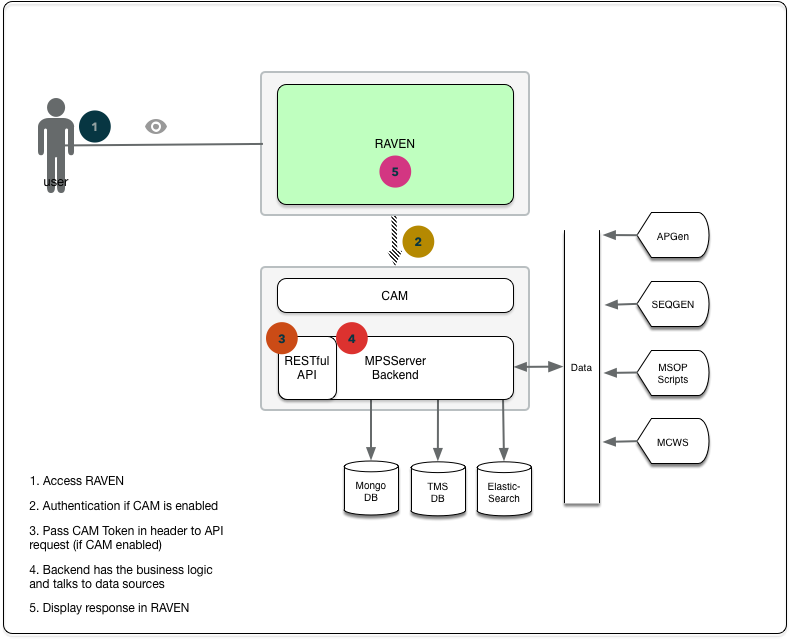 1
user
RAVEN
5
2
CAM
3
4
RESTful
API
MPSServer
Backend
Data
APGen
SEQGEN
MSOP
Scripts
MCWS
Mongo
DB
TMS
DB
Elastic-
Search
1. Access RAVEN
2. Authentication if CAM is enabled
3. Pass CAM Token in header to API
request (if CAM enabled)
4. Backend has the business logic
and talks to data sources
5. Display response in RAVEN